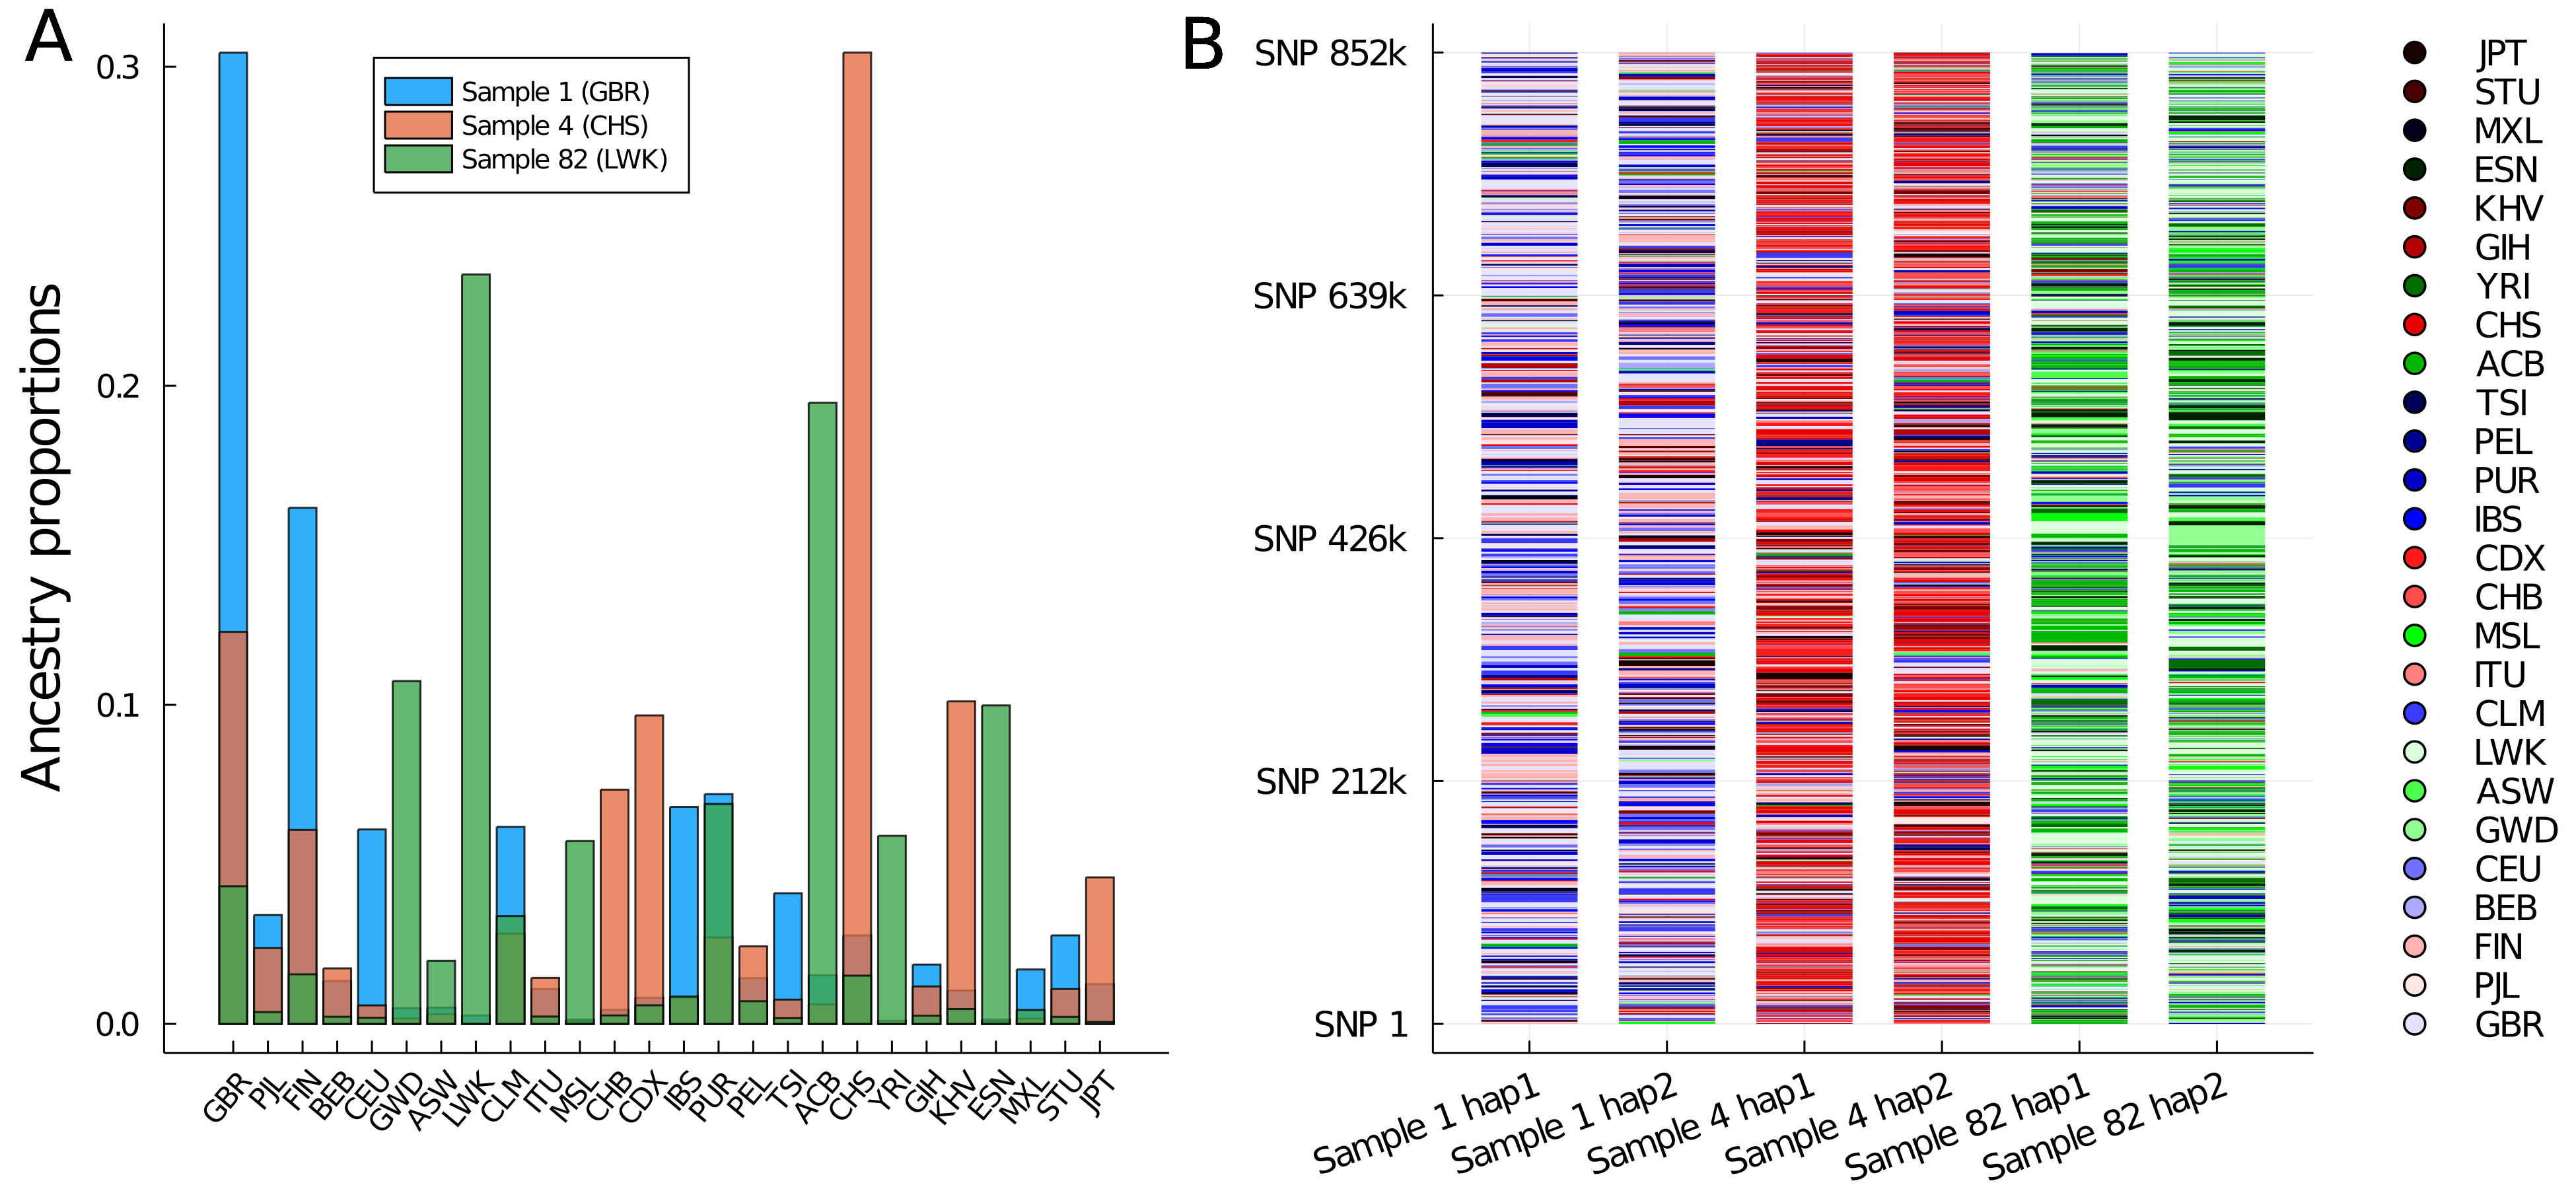 A
Ancestry proportions
0.3
0.2
0.1
0.0
Sample 1 (GBR)
Sample 4 (CHS)
Sample 82 (LWK)
GBR
PJL
FIN
BEB
CEU
GWD
ASW
LWK
CLM
ITU
MSL
CHB
CDX
IBS
PUR
PEL
TSI
ACB
CHS
YRI
GIH
KHV
ESN
MXL
STU
JPT
B
SNP 852k
SNP 639k
SNP 426k
SNP 212k
SNP 1
Sample 1 hap1
Sample 1 hap2
Sample 4 hap1
Sample 4 hap2
Sample 82 hap1
Sample 82 hap2
JPT
STU
MXL
ESN
KHV
GIH
YRI
CHS
ACB
TSI
PEL
PUR
IBS
CDX
CHB
MSL
ITU
CLM
LWK
ASW
GWD
CEU
BEB
FIN
PJL
GBR